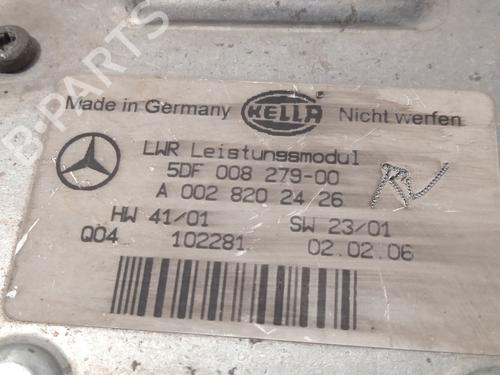 B-PARTS
Made in Germany HELLA Nicht werfen
LWR Leistungsmodul
5DF 008 279-00
A 002 820 24 26 RV
HW 41/01 SW 23/01
Q04 102281 02.02.06